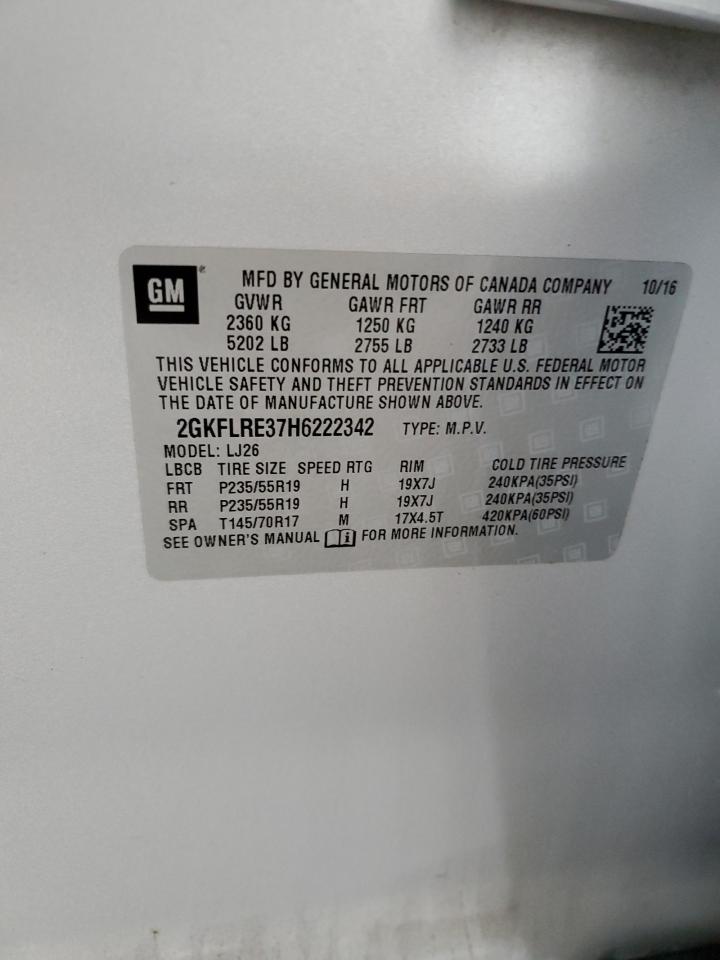 GM
MFD BY GENERAL MOTORS OF CANADA COMPANY 10/16
GVWR GAWR FRT GAWR RR
2360 KG 1250 KG 1240 KG
5202 LB 2755 LB 2733 LB
THIS VEHICLE CONFORMS TO ALL APPLICABLE U.S. FEDERAL MOTOR
VEHICLE SAFETY AND THEFT PREVENTION STANDARDS IN EFFECT ON
THE DATE OF MANUFACTURE SHOWN ABOVE.
2GKFLRE37H6222342 TYPE: M.P.V.
MODEL: LJ26
LBCB TIRE SIZE SPEED RTG RIM COLD TIRE PRESSURE
FRT P235/55R19 H 19X7J 240KPA(35PSI)
RR P235/55R19 H 19X7J 240KPA(35PSI)
SPA T145/70R17 M 17X4.5T 420KPA(60PSI)
SEE OWNER'S MANUAL FOR MORE INFORMATION.